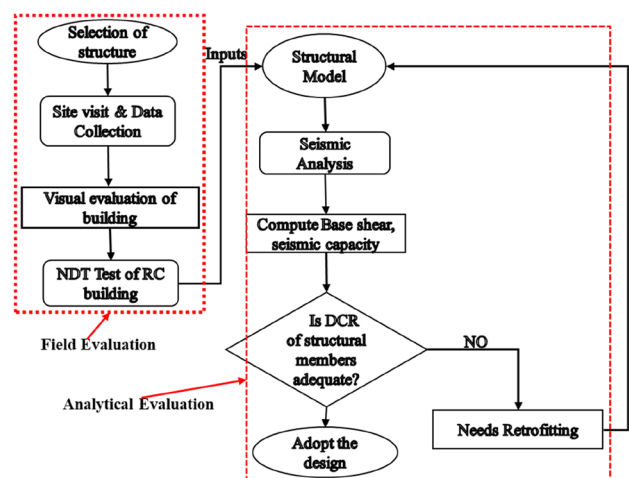 Selection of
structure
Site visit & Data
Collection
Visual evaluation of
building
NDT Test of RC
building
Field Evaluation
Analytical Evaluation
Inputs
Structural
Model
Seismic
Analysis
Compute Base shear,
seismic capacity
Is DCR
of structural
members
adequate?
NO
Needs Retrofitting
Adopt the
design